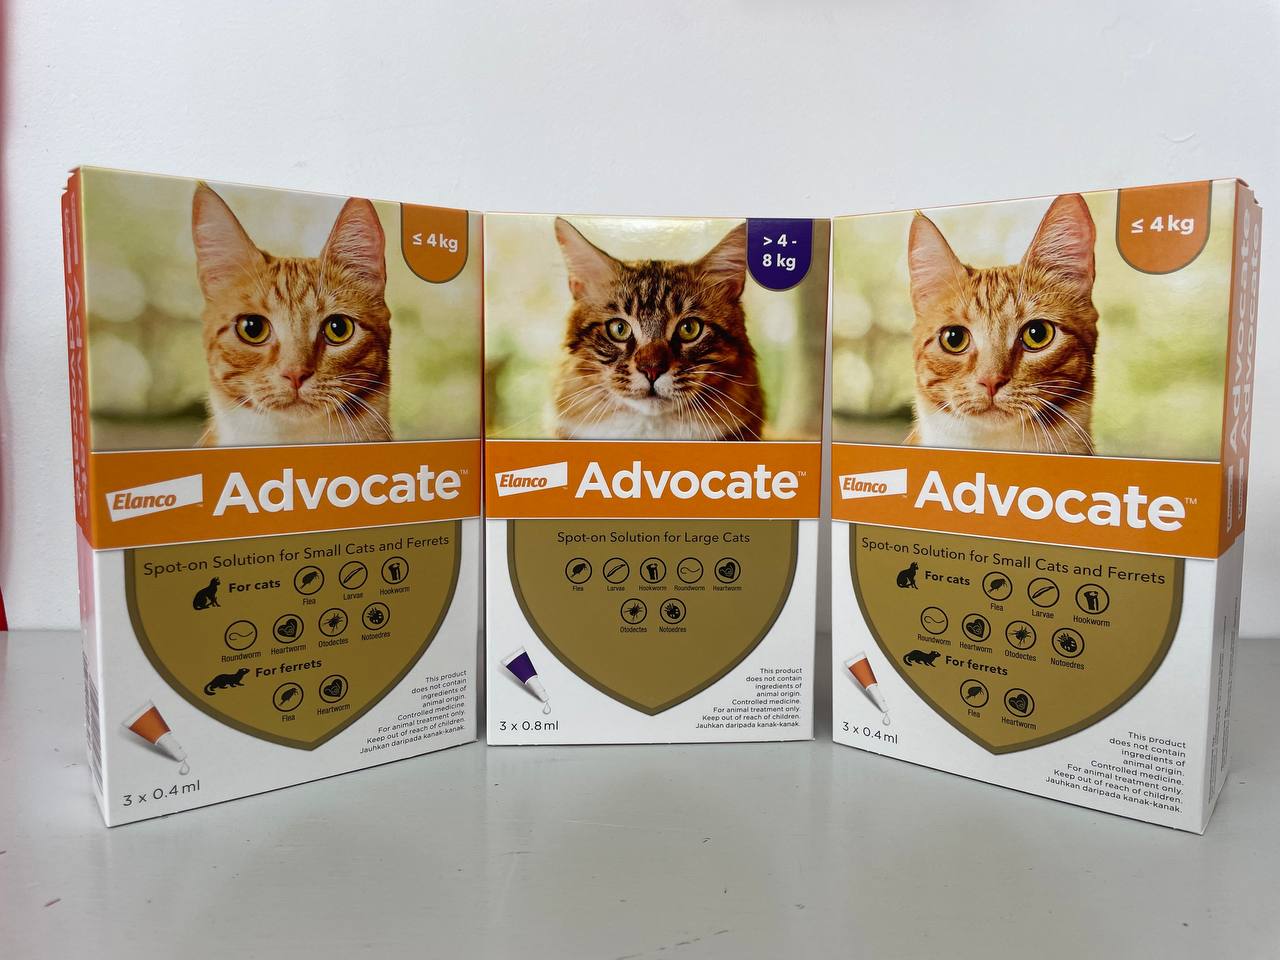 ≤ 4 kg
Elanco
Advocate™
Spot-on Solution for Small Cats and Ferrets
For cats
Flea
Larvae
Hookworm
Roundworm
Heartworm
Otodectes
Notoedres
For ferrets
Flea
Heartworm
This product
does not contain
ingredients of
animal origin.
Controlled medicine.
For animal treatment only.
Keep out of reach of children.
Jauhkan daripada kanak-kanak.
3 x 0.4 ml
> 4 -
8 kg
Elanco
Advocate™
Spot-on Solution for Large Cats
Flea
Larvae
Hookworm
Roundworm
Heartworm
Otodectes
Notoedres
This product
does not contain
ingredients of
animal origin.
Controlled medicine.
For animal treatment only.
Keep out of reach of children.
Jauhkan daripada kanak-kanak.
3 x 0.8 ml
≤ 4 kg
Elanco
Advocate™
Spot-on Solution for Small Cats and Ferrets
For cats
Flea
Larvae
Hookworm
Roundworm
Heartworm
Otodectes
Notoedres
For ferrets
Flea
Heartworm
This product
does not contain
ingredients of
animal origin.
Controlled medicine.
For animal treatment only.
Keep out of reach of children.
Jauhkan daripada kanak-kanak.
3 x 0.4 ml
Advocate
Advocate